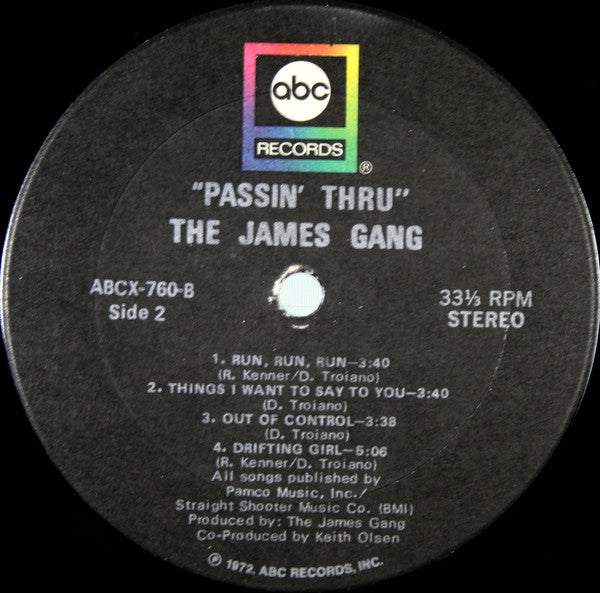 abc
RECORDS
®
"PASSIN' THRU"
THE JAMES GANG
ABCX-760-B
Side 2
33⅓ RPM
STEREO
1. RUN, RUN, RUN—3:40
(R. Kenner/D. Troiano)
2. THINGS I WANT TO SAY TO YOU—3:40
(D. Troiano)
3. OUT OF CONTROL—3:38
(D. Troiano)
4. DRIFTING GIRL—5:06
(R. Kenner/D. Troiano)
All songs published by
Pamco Music, Inc./
Straight Shooter Music Co. (BMI)
Produced by: The James Gang
Co-Produced by Keith Olsen
℗ 1972, ABC RECORDS, INC.